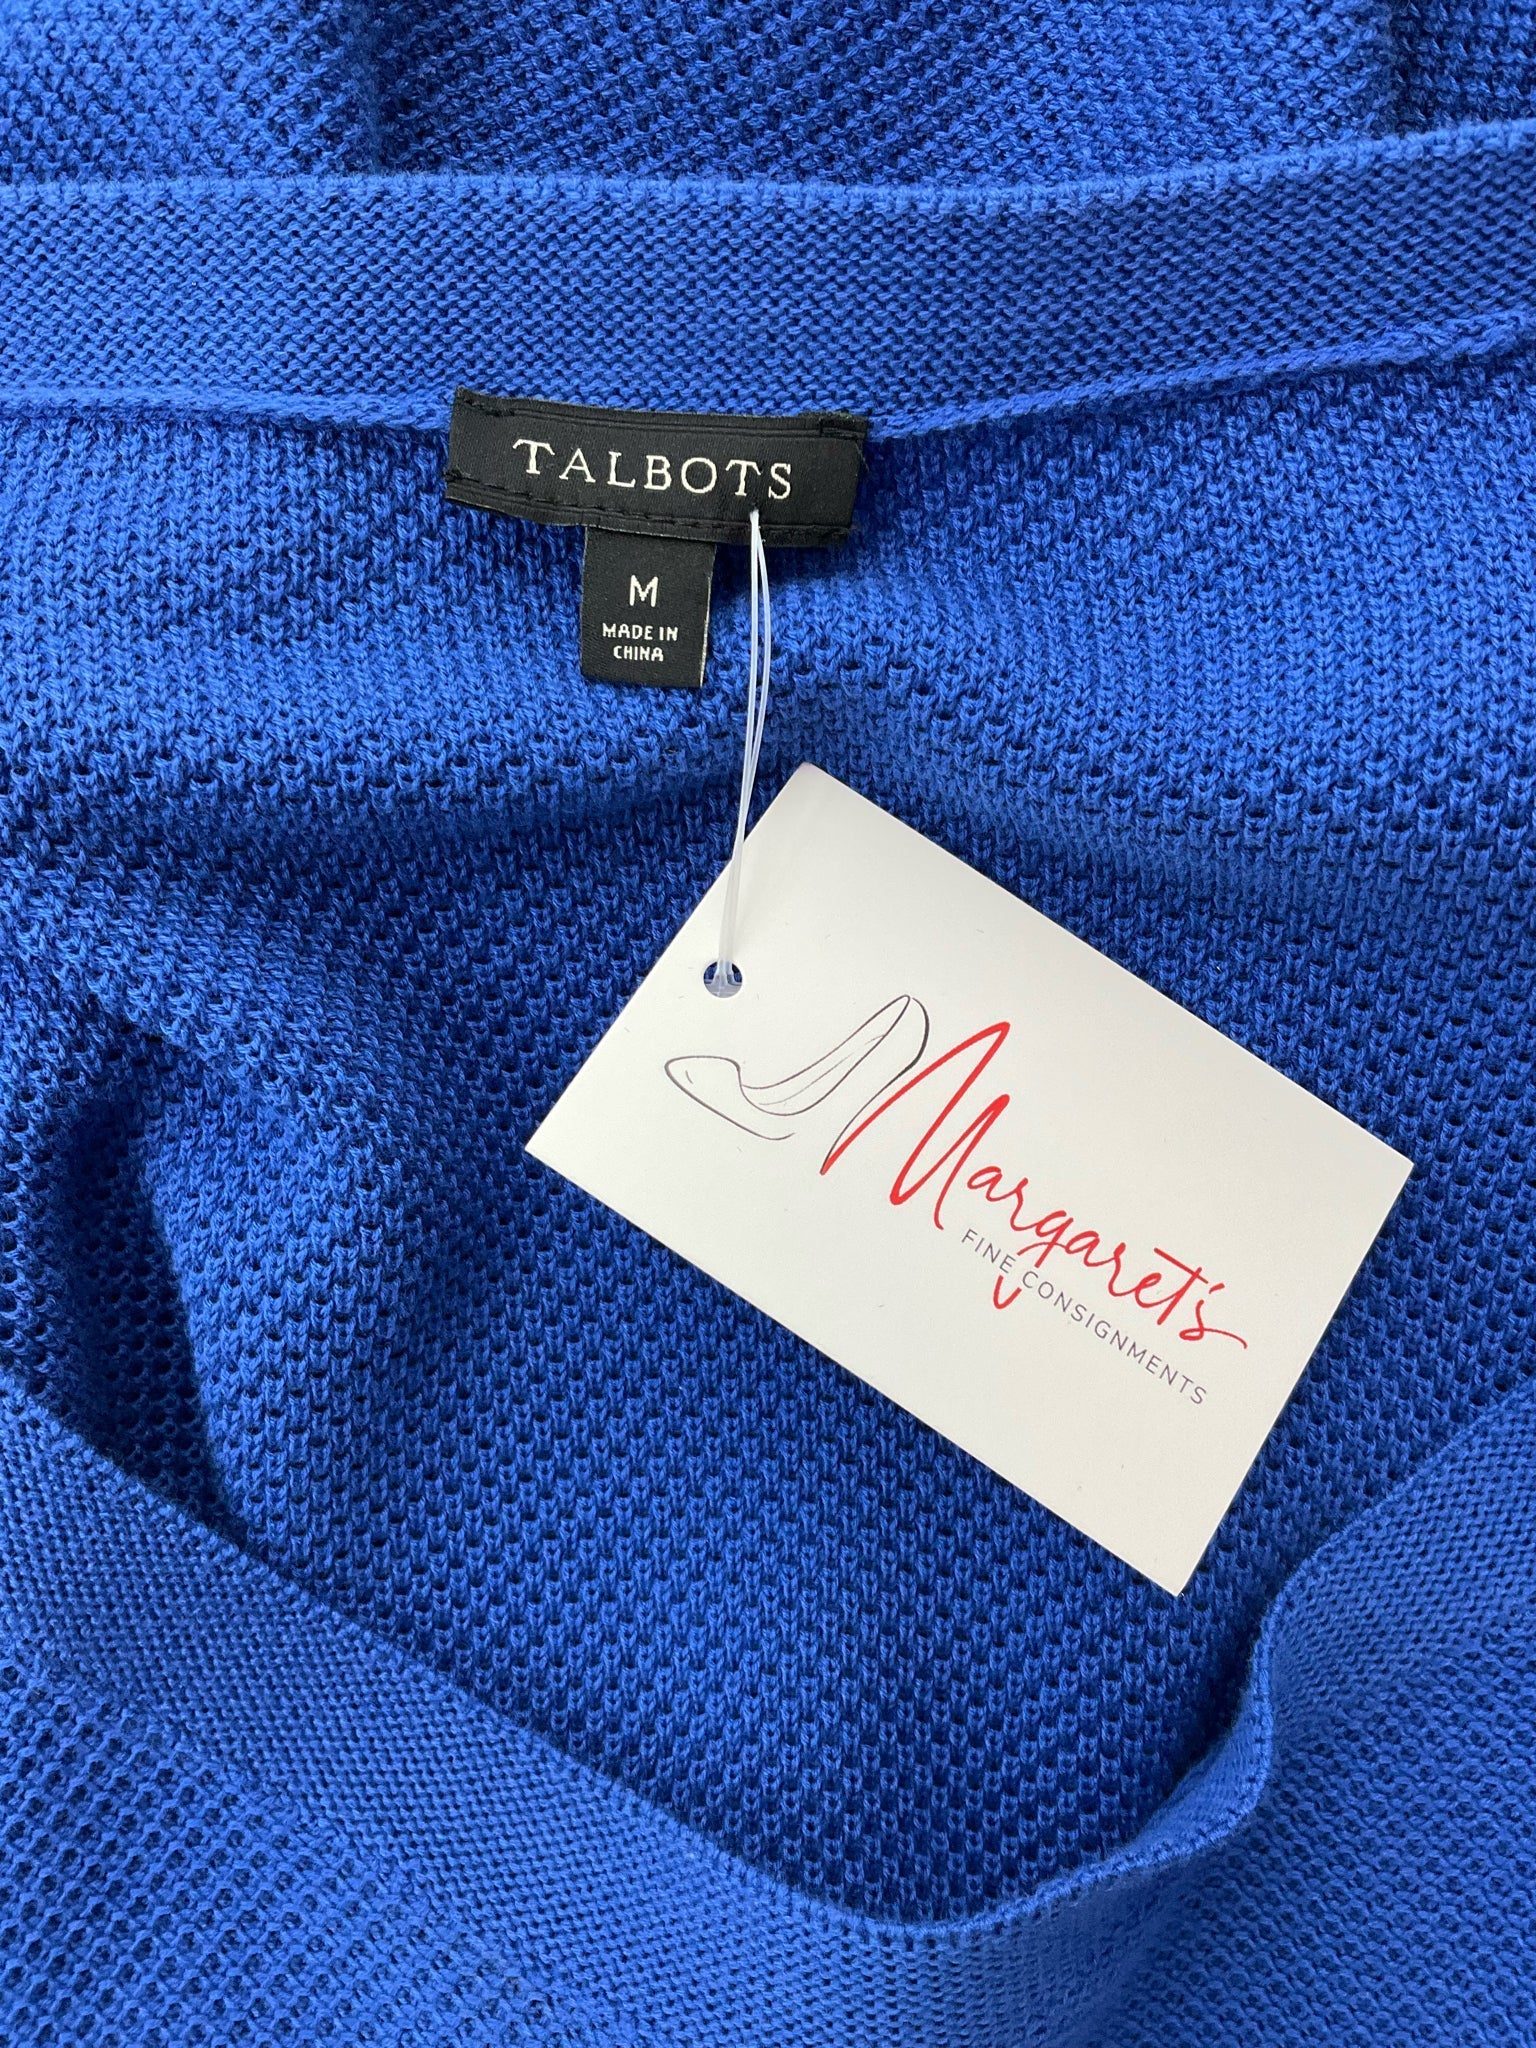 TALBOTS
M
MADE IN
CHINA
Margaret's
FINE CONSIGNMENTS